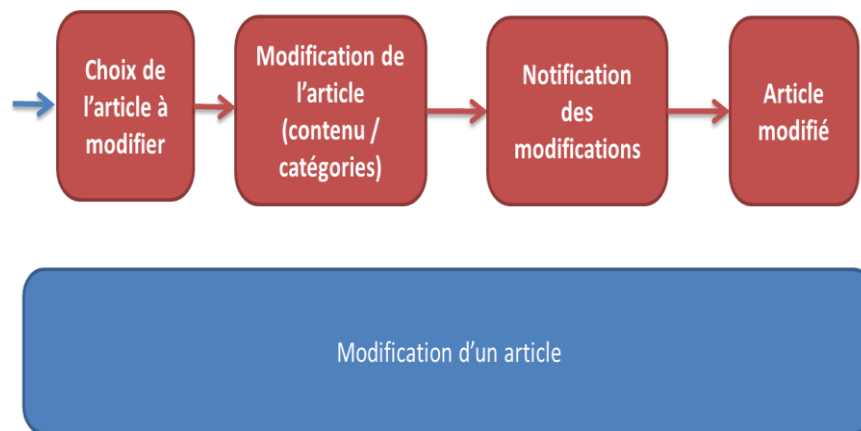 Choix de
l’article à
modifier
Modification de
l’article
(contenu /
catégories)
Notification
des
modifications
Article
modifié
Modification d’un article